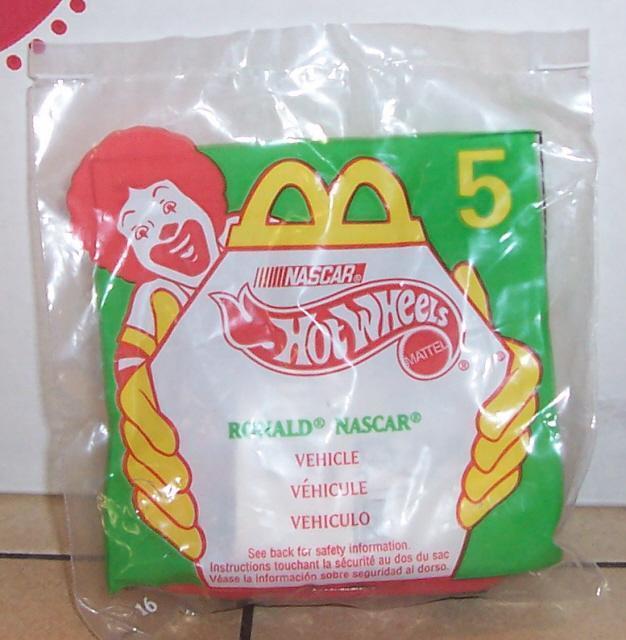 5
NASCAR®
HOT WHEELS
MATTEL
® ®
RONALD® NASCAR®
VEHICLE
VÉHICULE
VEHICULO
See back for safety information.
Instructions touchant la sécurité au dos du sac
Véase la información sobre seguridad al dorso.
16